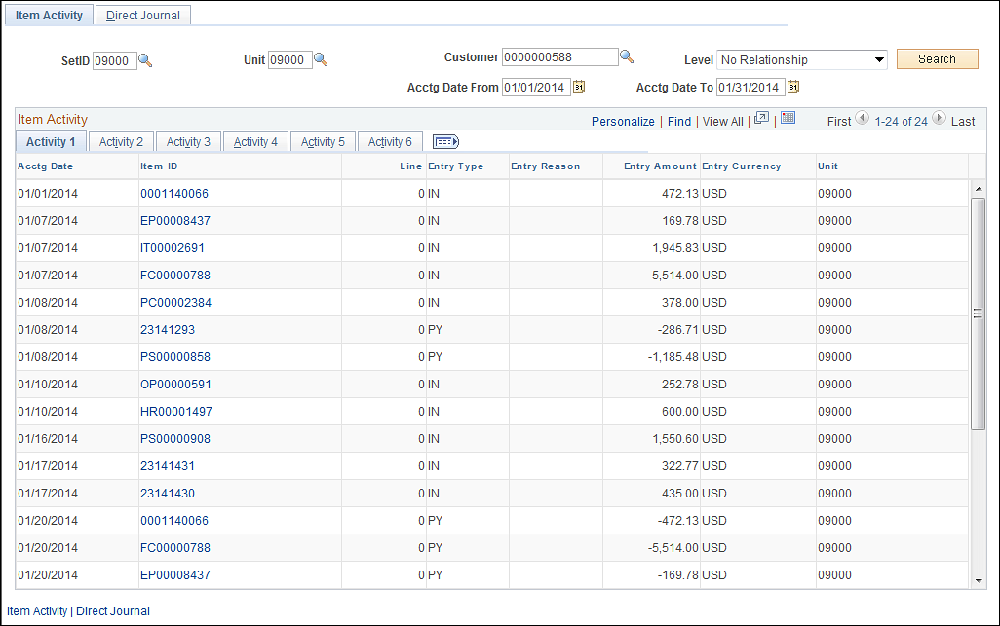 Item Activity Direct Journal
SetID 09000 Unit 09000 Customer 0000000588 Level No Relationship Search
Acctg Date From 01/01/2014 Acctg Date To 01/31/2014
Item Activity Personalize | Find | View All | | First 1-24 of 24 Last
Activity 1 Activity 2 Activity 3 Activity 4 Activity 5 Activity 6
Acctg Date Item ID Line Entry Type Entry Reason Entry Amount Entry Currency Unit
01/01/2014 0001140066 0 IN 472.13 USD 09000
01/07/2014 EP00008437 0 IN 169.78 USD 09000
01/07/2014 IT00002691 0 IN 1,945.83 USD 09000
01/07/2014 FC00000788 0 IN 5,514.00 USD 09000
01/08/2014 PC00002384 0 IN 378.00 USD 09000
01/08/2014 23141293 0 PY -286.71 USD 09000
01/08/2014 PS00000858 0 PY -1,185.48 USD 09000
01/10/2014 OP00000591 0 IN 252.78 USD 09000
01/10/2014 HR00001497 0 IN 600.00 USD 09000
01/16/2014 PS00000908 0 IN 1,550.60 USD 09000
01/17/2014 23141431 0 IN 322.77 USD 09000
01/17/2014 23141430 0 IN 435.00 USD 09000
01/20/2014 0001140066 0 PY -472.13 USD 09000
01/20/2014 FC00000788 0 PY -5,514.00 USD 09000
01/20/2014 EP00008437 0 PY -169.78 USD 09000
Item Activity | Direct Journal